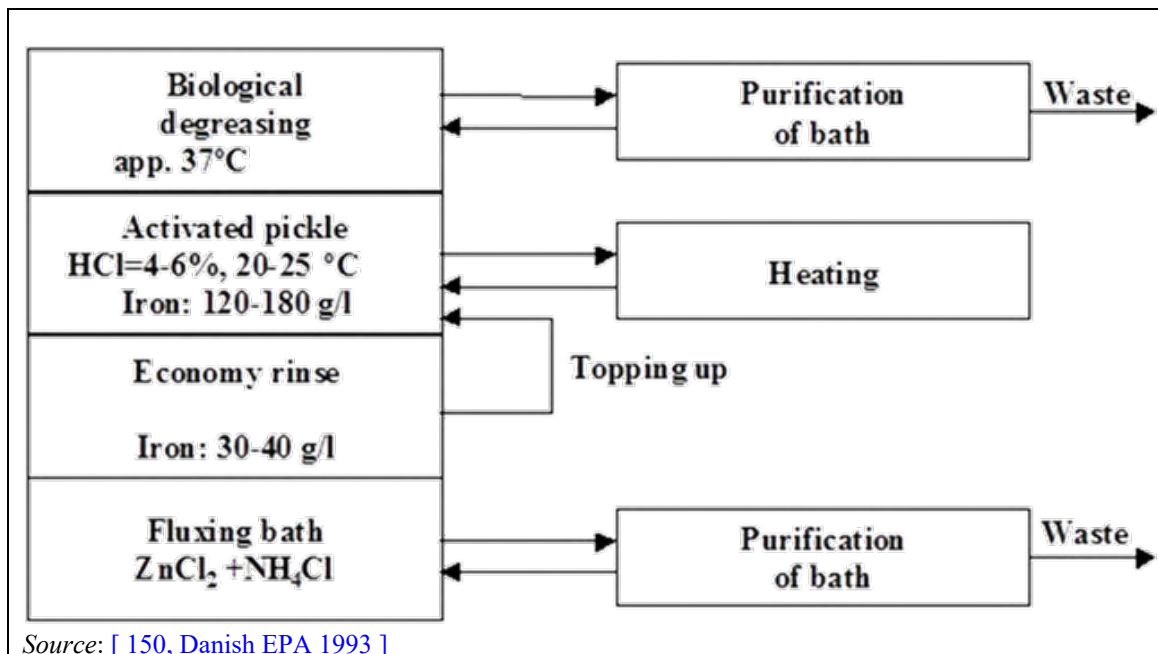 Biological
degreasing
app. 37°C
Purification
of bath
Waste
Activated pickle
HCl=4-6%, 20-25 °C
Iron: 120-180 g/l
Heating
Economy rinse
Iron: 30-40 g/l
Topping up
Fluxing bath
ZnCl₂ +NH₄Cl
Purification
of bath
Waste
Source: [ 150, Danish EPA 1993 ]